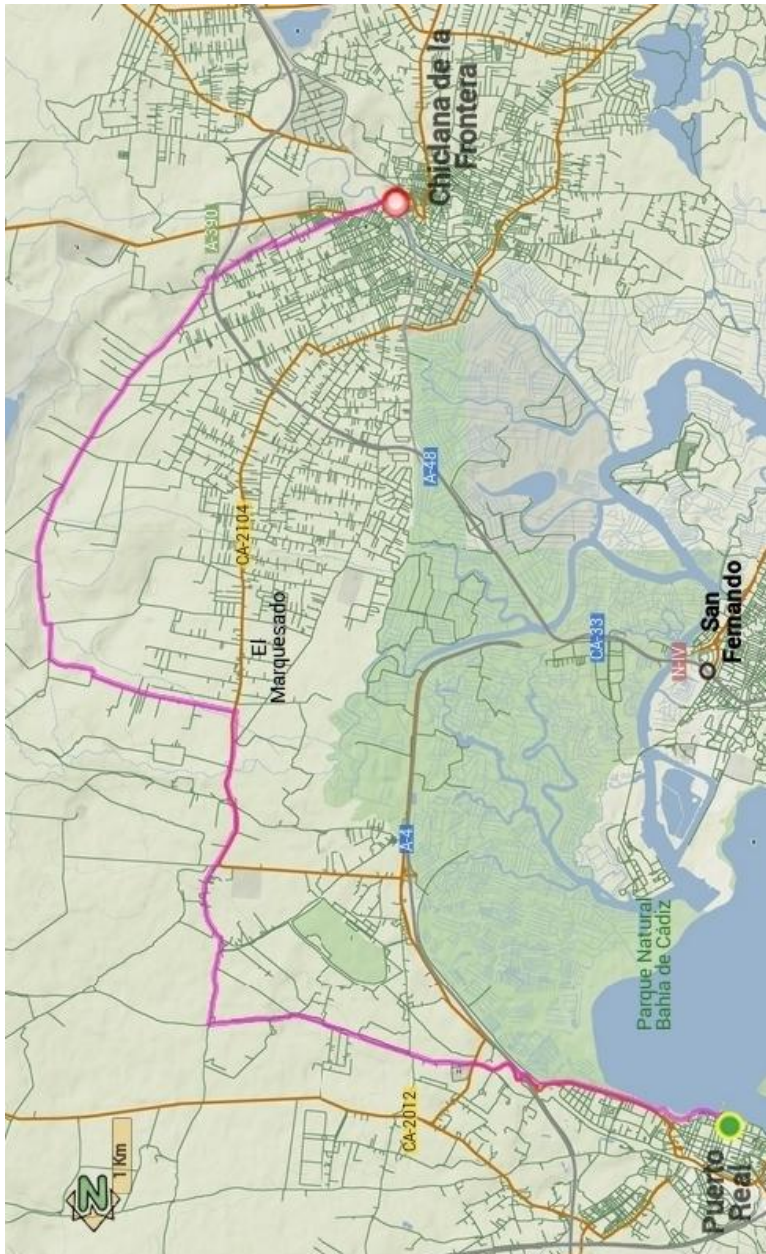 N
1 Km
A-390
CA-2104
El
Marquesado
CA-2012
A-4
A-48
Chiclana de la
Frontera
CA-33
Parque Natural
Bahía de Cádiz
N-IV
San
Fernando
Puerto
Real